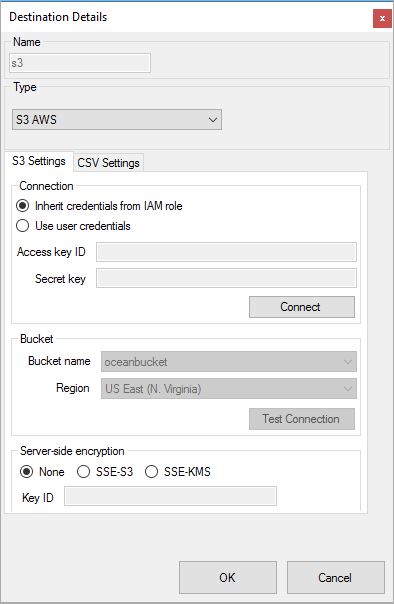 Destination Details
x
Name
s3
Type
S3 AWS
S3 Settings CSV Settings
Connection
Inherit credentials from IAM role
Use user credentials
Access key ID
Secret key
Connect
Bucket
Bucket name oceanbucket
Region US East (N. Virginia)
Test Connection
Server-side encryption
None SSE-S3 SSE-KMS
Key ID
OK Cancel